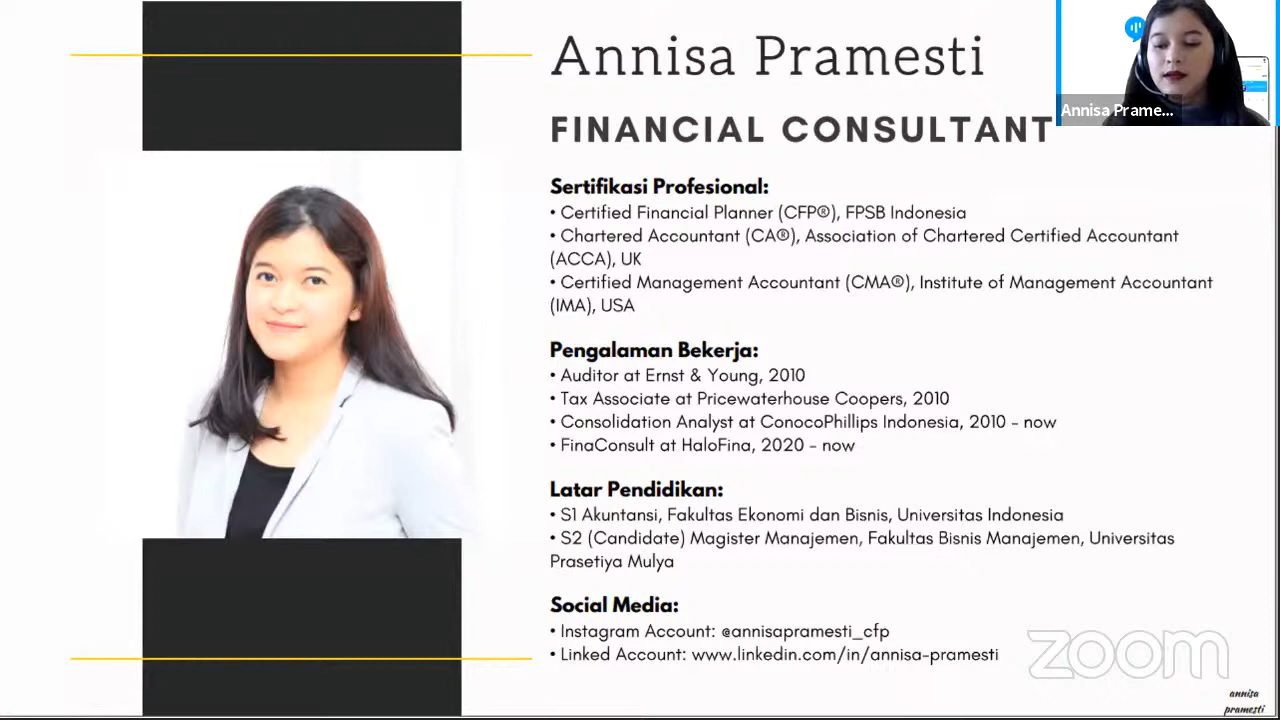 Annisa Pramesti
FINANCIAL CONSULTANT
Annisa Prame...
Sertifikasi Profesional:
• Certified Financial Planner (CFP®), FPSB Indonesia
• Chartered Accountant (CA®), Association of Chartered Certified Accountant
(ACCA), UK
• Certified Management Accountant (CMA®), Institute of Management Accountant
(IMA), USA
Pengalaman Bekerja:
• Auditor at Ernst & Young, 2010
• Tax Associate at Pricewaterhouse Coopers, 2010
• Consolidation Analyst at ConocoPhillips Indonesia, 2010 - now
• FinaConsult at HaloFina, 2020 - now
Latar Pendidikan:
• S1 Akuntansi, Fakultas Ekonomi dan Bisnis, Universitas Indonesia
• S2 (Candidate) Magister Manajemen, Fakultas Bisnis Manajemen, Universitas
Prasetiya Mulya
Social Media:
• Instagram Account: @annisapramesti_cfp
• Linked Account: www.linkedin.com/in/annisa-pramesti
zoom
annisa
pramesti